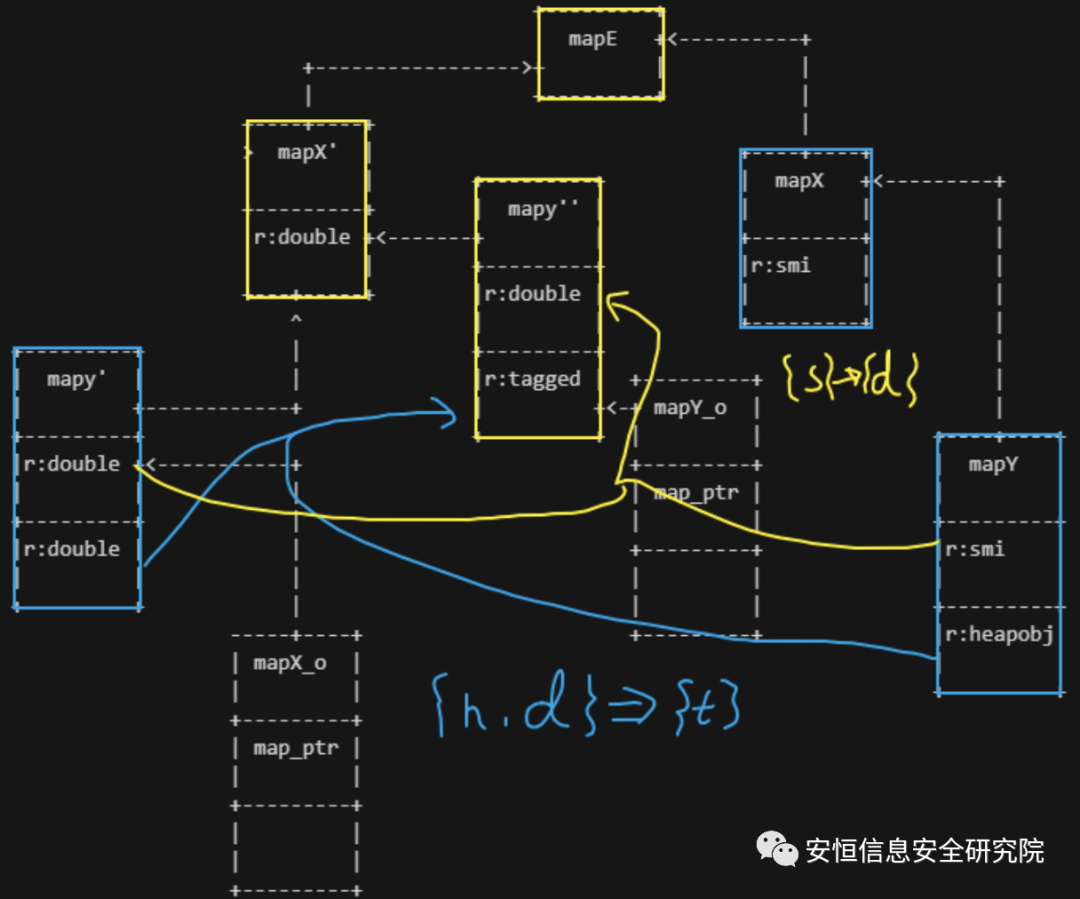 mapE
mapX'
r:double
mapy''
r:double
r:tagged
mapX
r:smi
{s}→{d}
mapy'
r:double
r:double
mapY_o
map_ptr
mapY
r:smi
r:heapobj
mapX_o
map_ptr
{h.d}⇒{t}
安恒信息安全研究院